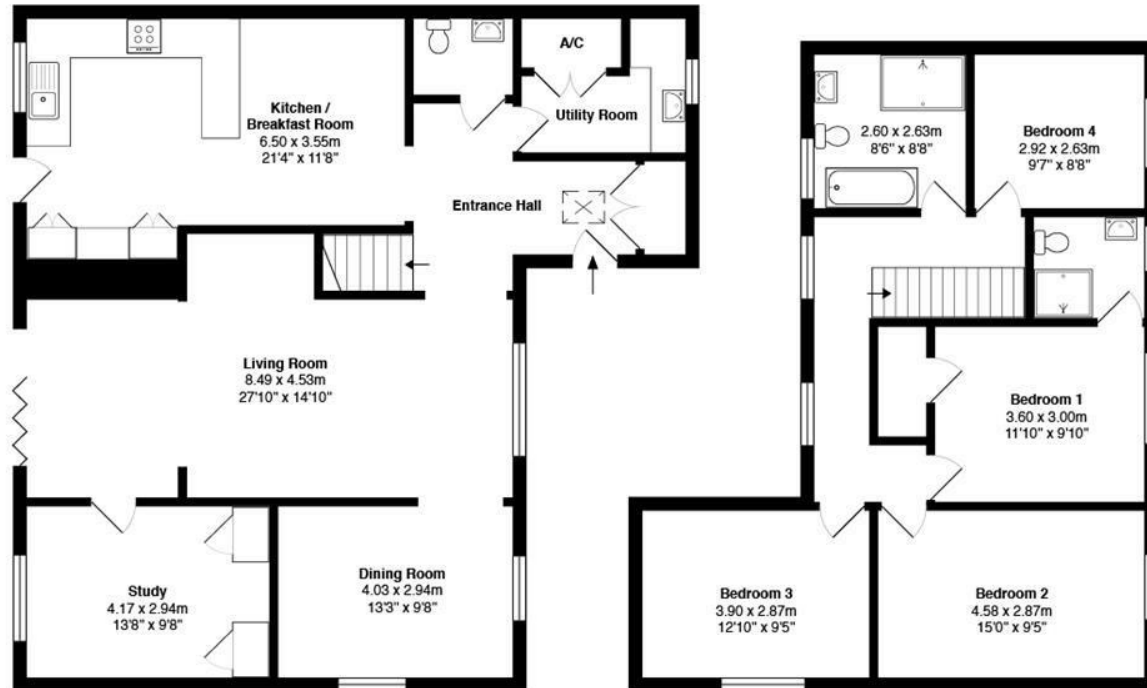 Kitchen /
Breakfast Room
6.50 x 3.55m
21'4" x 11'8"
A/C
Utility Room
Entrance Hall
Living Room
8.49 x 4.53m
27'10" x 14'10"
Study
4.17 x 2.94m
13'8" x 9'8"
Dining Room
4.03 x 2.94m
13'3" x 9'8"
2.60 x 2.63m
8'6" x 8'8"
Bedroom 4
2.92 x 2.63m
9'7" x 8'8"
Bedroom 1
3.60 x 3.00m
11'10" x 9'10"
Bedroom 3
3.90 x 2.87m
12'10" x 9'5"
Bedroom 2
4.58 x 2.87m
15'0" x 9'5"